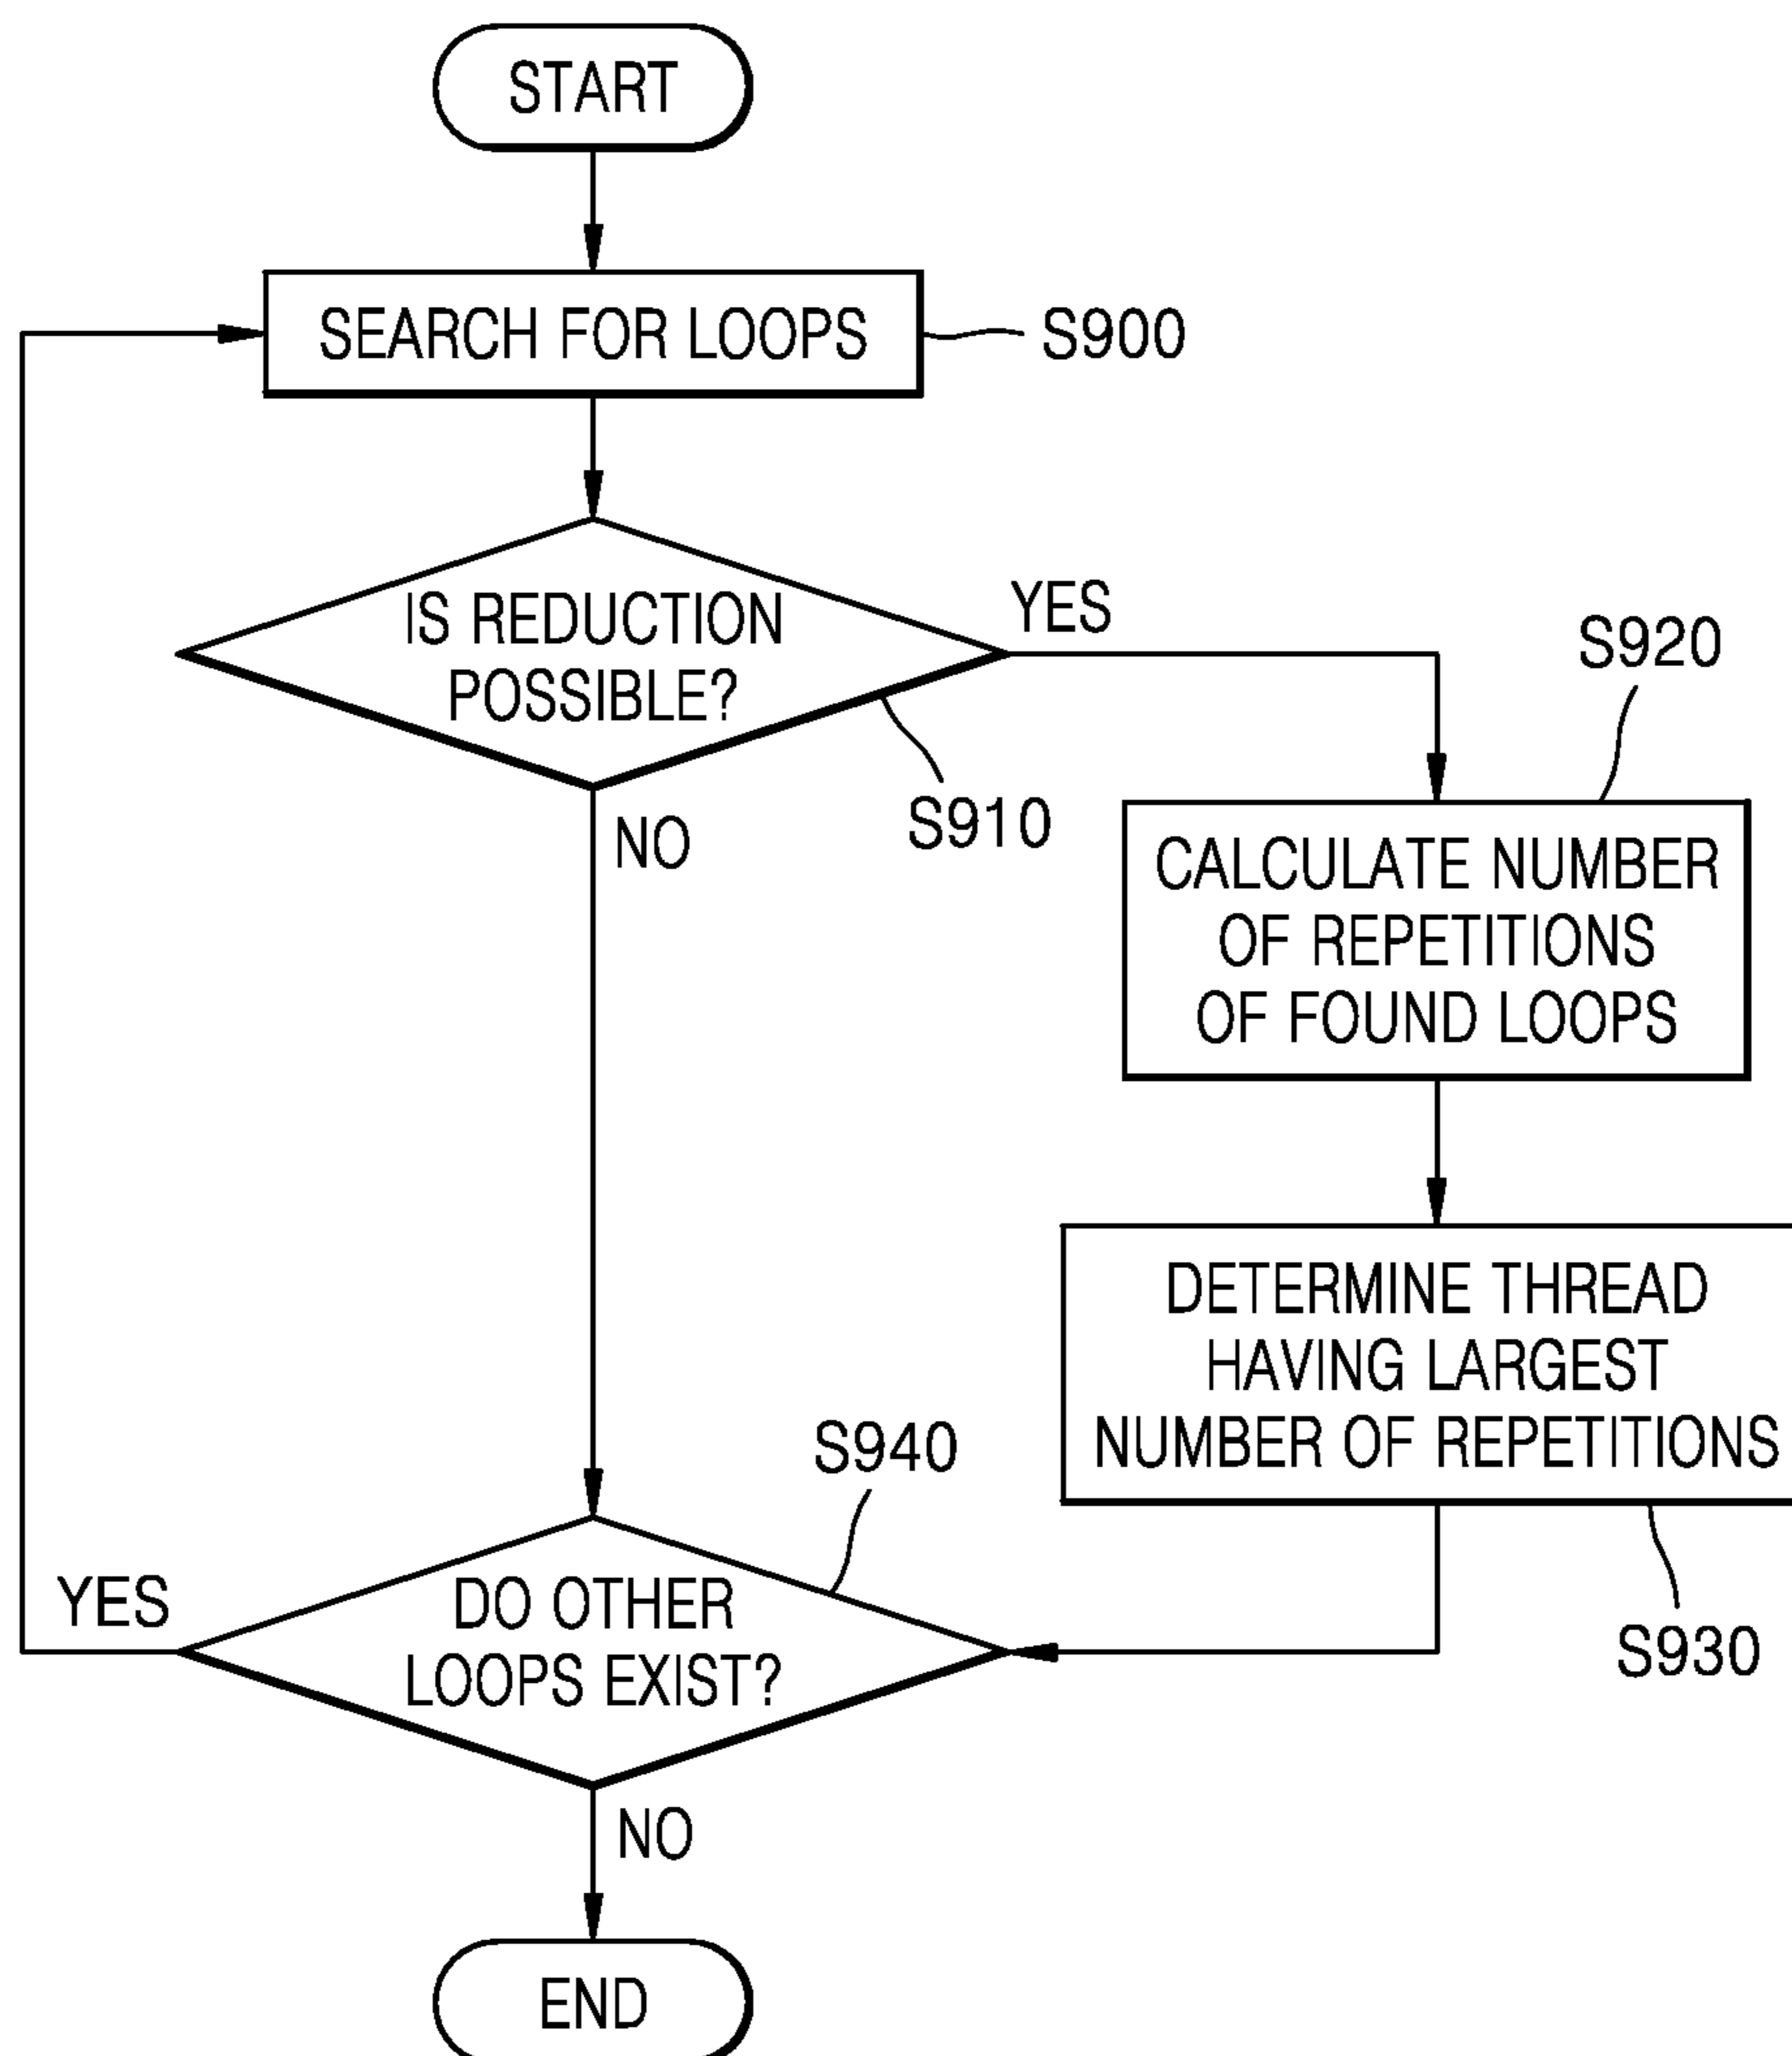 START
SEARCH FOR LOOPS
S900
IS REDUCTION
POSSIBLE?
YES
S910
NO
S920
CALCULATE NUMBER
OF REPETITIONS
OF FOUND LOOPS
DETERMINE THREAD
HAVING LARGEST
NUMBER OF REPETITIONS
S930
S940
DO OTHER
LOOPS EXIST?
YES
NO
END